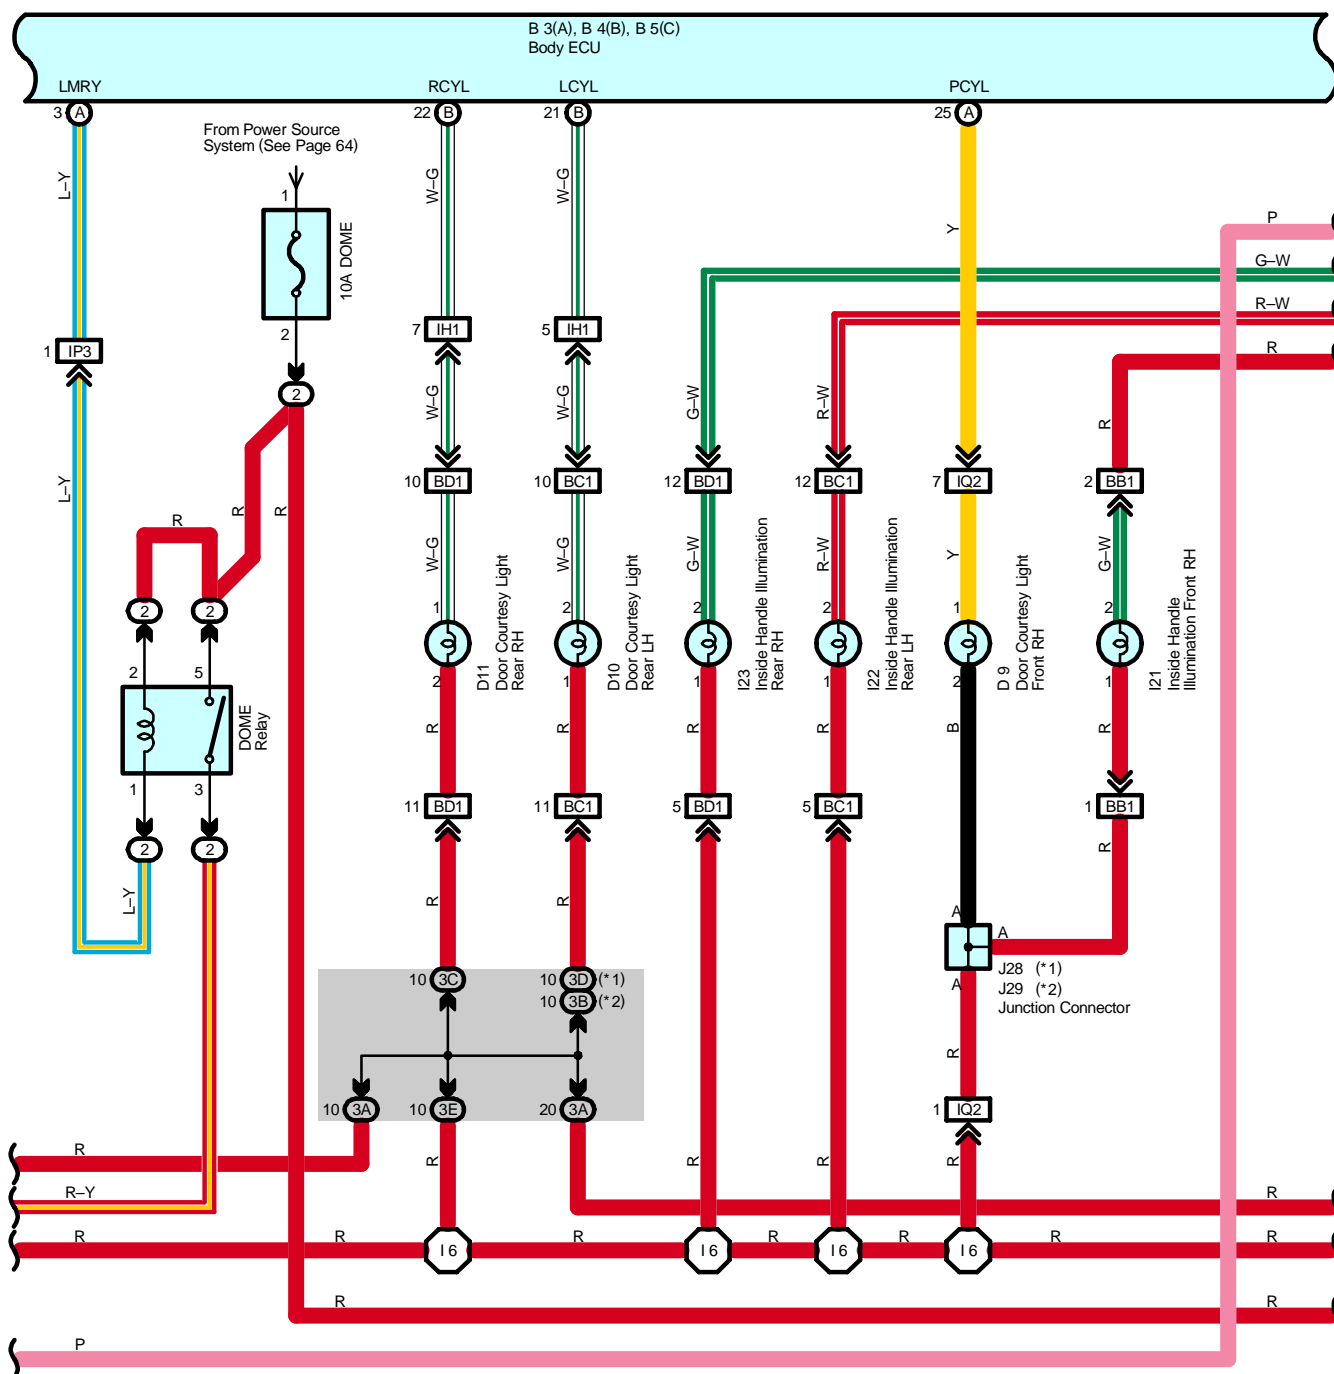 B 3(A), B 4(B), B 5(C)
Body ECU
LMRY
RCYL
LCYL
PCYL
3 A
22 B
21 B
25 A
From Power Source
System (See Page 64)
L–Y
W–G
W–G
Y
1
10A DOME
2
P
G–W
R–W
R
1 IP3
7 IH1
5 IH1
2
W–G
W–G
G–W
R–W
R
L–Y
R
R
R
10 BD1
10 BC1
12 BD1
12 BC1
7 IQ2
2 BB1
W–G
W–G
G–W
R–W
Y
G–W
2
2
1
2
2
2
1
2
D11
Door Courtesy Light
Rear RH
D10
Door Courtesy Light
Rear LH
I23
Inside Handle Illumination
Rear RH
I22
Inside Handle Illumination
Rear LH
D 9
Door Courtesy Light
Front RH
I21
Inside Handle
Illumination Front RH
2
5
2
1
1
1
2
1
DOME
Relay
R
R
R
R
B
R
1
3
11 BD1
11 BC1
5 BD1
5 BC1
1 BB1
2
2
L–Y
R
R
R
A
A
10 3C
10 3D (*1)
10 3B (*2)
A
J28 (*1)
J29 (*2)
Junction Connector
R
10 3A
10 3E
20 3A
1 IQ2
R
R
R
R
R
R–Y
R
R
R
R
R
R
R
R
I 6
I 6
I 6
I 6
R
R
P